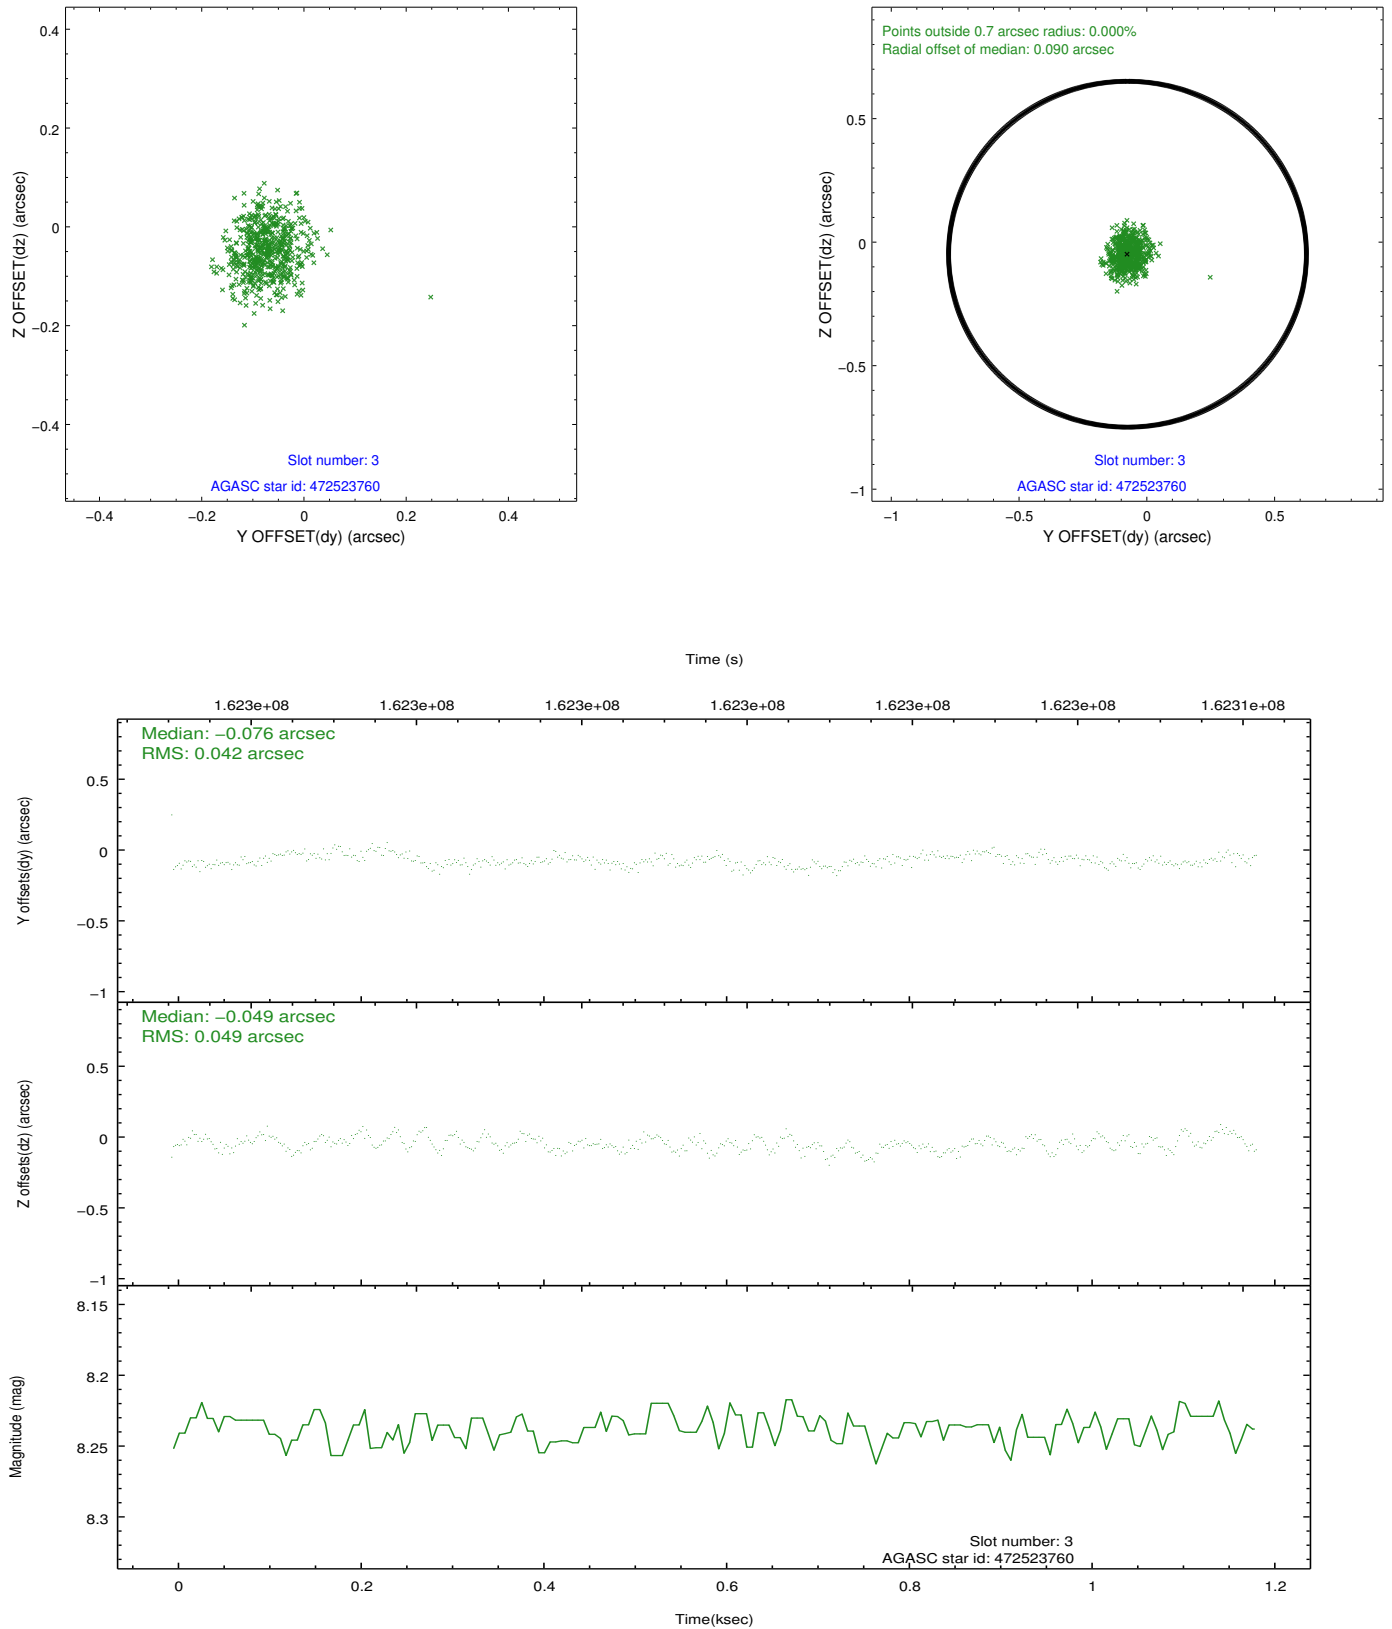 0.4
0.2
0
−0.2
−0.4
Z OFFSET(dz) (arcsec)
Slot number: 3
AGASC star id: 472523760
−0.4 −0.2 0 0.2 0.4
Y OFFSET(dy) (arcsec)
Points outside 0.7 arcsec radius: 0.000%
Radial offset of median: 0.090 arcsec
0.5
0
−0.5
−1
Z OFFSET(dz) (arcsec)
Slot number: 3
AGASC star id: 472523760
−1 −0.5 0 0.5
Y OFFSET(dy) (arcsec)
Time (s)
1.623e+08 1.623e+08 1.623e+08 1.623e+08 1.623e+08 1.623e+08 1.6231e+08
Median: −0.076 arcsec
RMS: 0.042 arcsec
0.5
0
−0.5
−1
Y offsets(dy) (arcsec)
Median: −0.049 arcsec
RMS: 0.049 arcsec
0.5
0
−0.5
−1
Z offsets(dz) (arcsec)
8.15
8.2
8.25
8.3
Magnitude (mag)
Slot number: 3
AGASC star id: 472523760
0 0.2 0.4 0.6 0.8 1 1.2
Time(ksec)